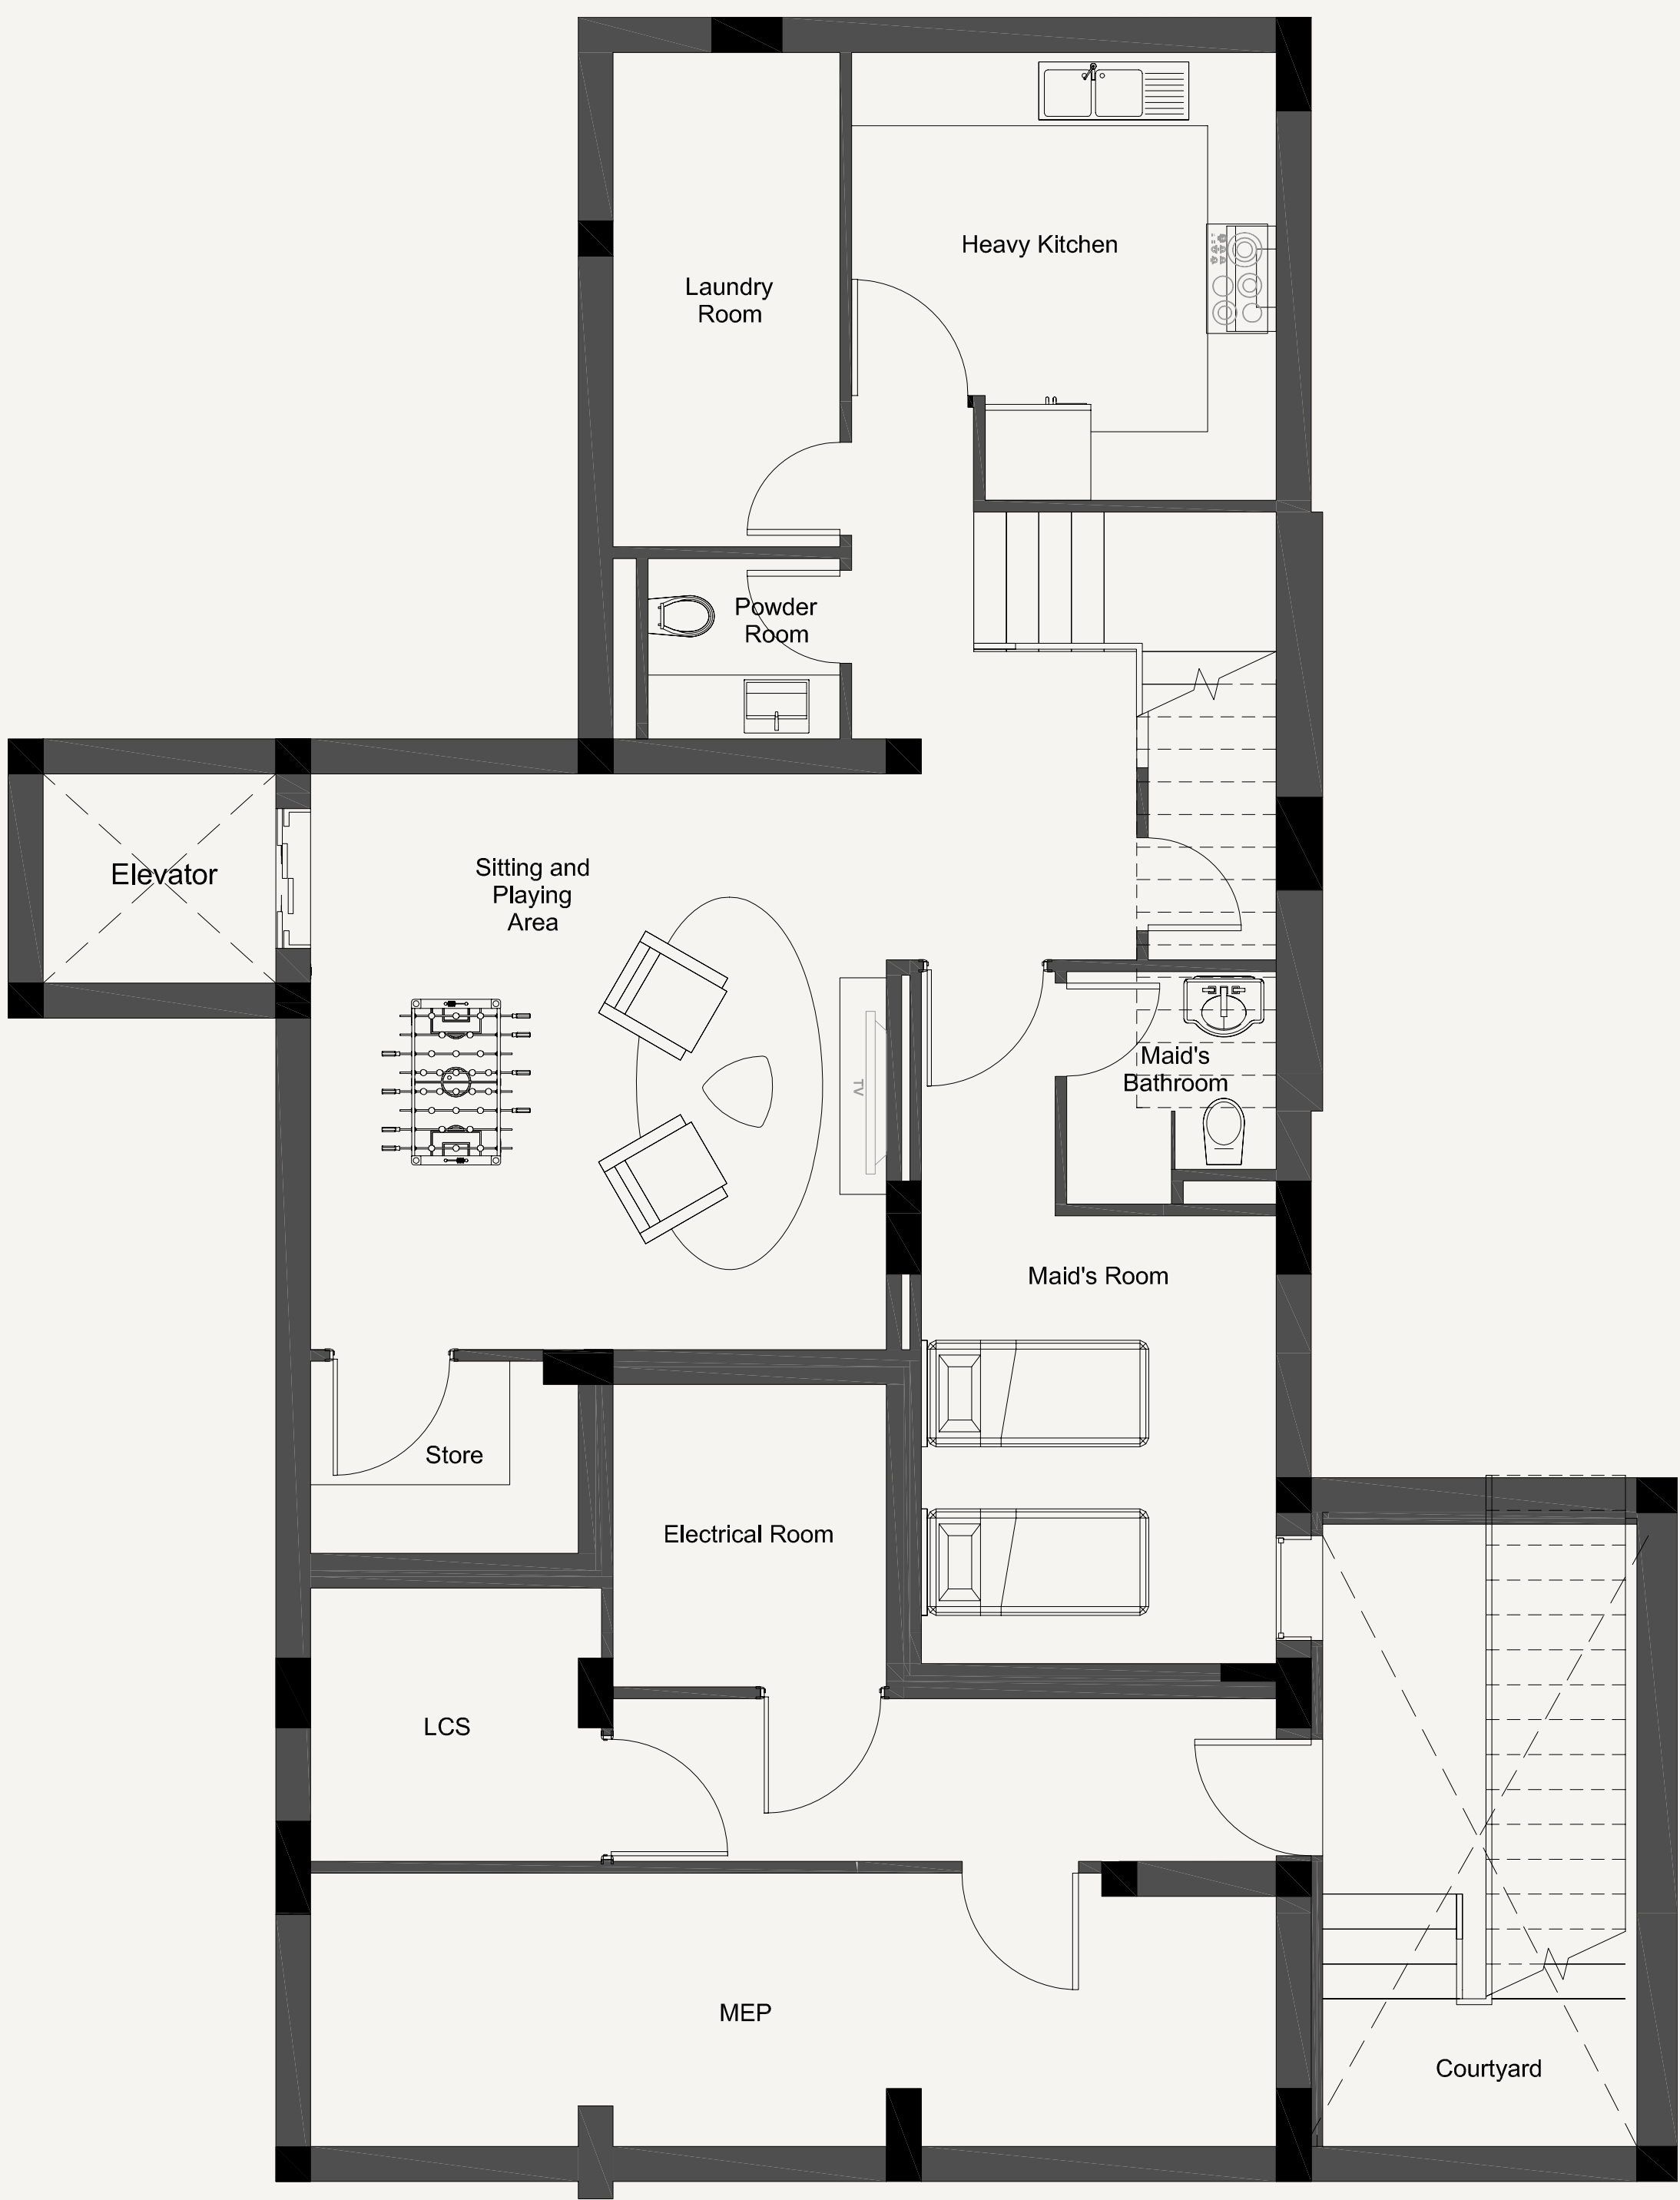 Heavy Kitchen
Laundry
Room
Powder
Room
Elevator
Sitting and
Playing
Area
TV
Maid's
Bathroom
Maid's Room
Store
Electrical Room
LCS
MEP
Courtyard